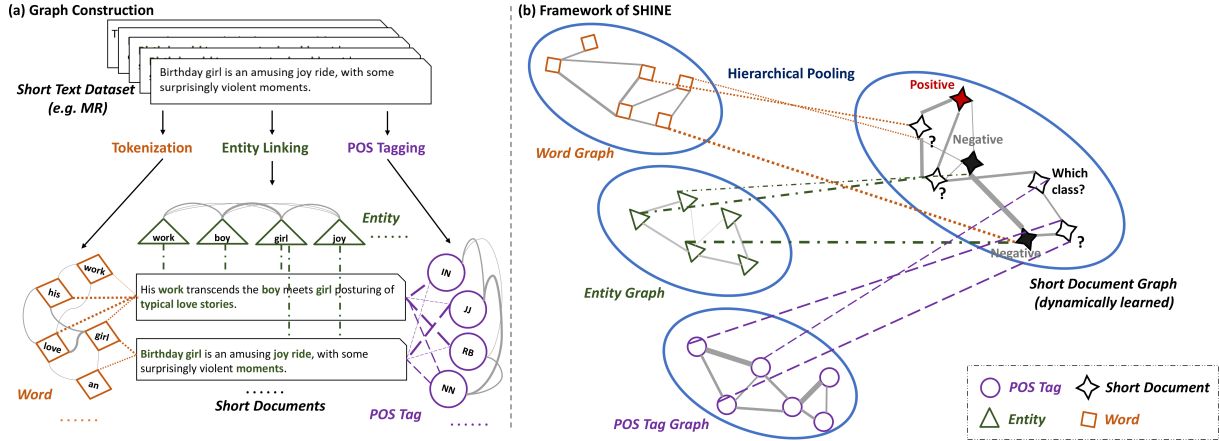 (a) Graph Construction
Birthday girl is an amusing joy ride, with some
surprisingly violent moments.
Short Text Dataset
(e.g. MR)
Tokenization
Entity Linking
POS Tagging
Entity
work
boy
girl
joy
......
work
his
love
girl
an
Word
......
His work transcends the boy meets girl posturing of
typical love stories.
Birthday girl is an amusing joy ride, with some
surprisingly violent moments.
......
Short Documents
IN
JJ
RB
NN
POS Tag
......
(b) Framework of SHINE
Hierarchical Pooling
Word Graph
Entity Graph
POS Tag Graph
Positive
?
Negative
?
Which
class?
?
Negative
Short Document Graph
(dynamically learned)
POS Tag
Short Document
Entity
Word